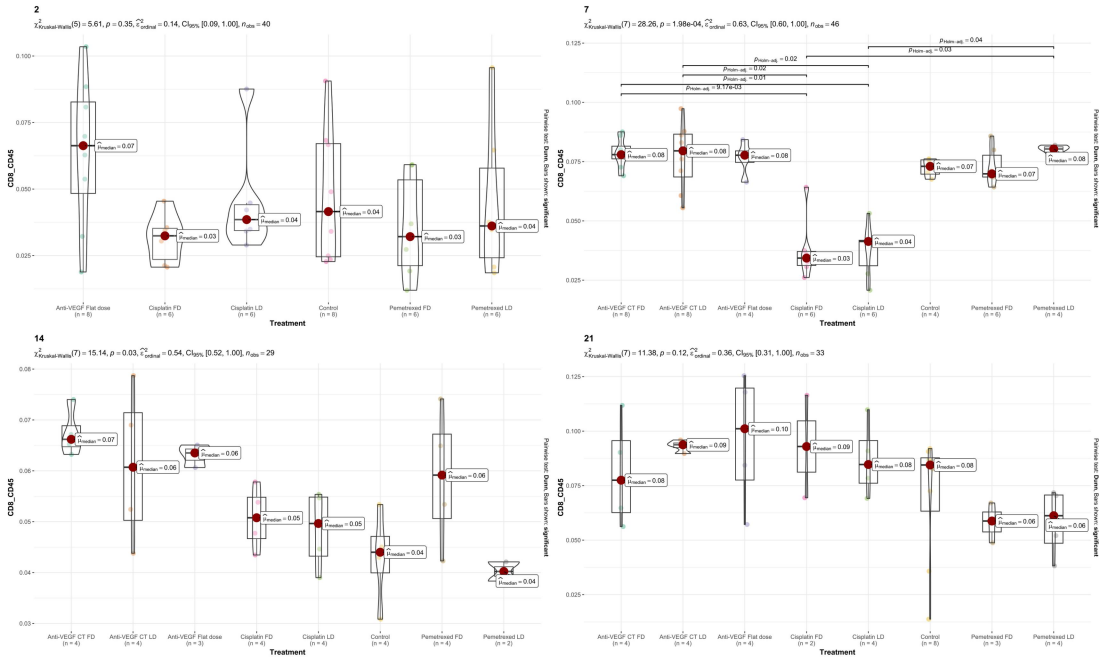 2
χ²Kruskal-Wallis(5) = 5.61, p = 0.35, ε̂²ordinal = 0.14, CI95% [0.09, 1.00], nobs = 40
CD8_CD45
0.100
0.075
0.050
0.025
μ̂median = 0.07
μ̂median = 0.03
μ̂median = 0.04
μ̂median = 0.04
μ̂median = 0.03
μ̂median = 0.04
Anti-VEGF Flat dose
(n = 8)
Cisplatin FD
(n = 6)
Cisplatin LD
(n = 6)
Control
(n = 8)
Pemetrexed FD
(n = 6)
Pemetrexed LD
(n = 6)
Treatment
Pairwise test: Dunn, Bars shown: significant
7
χ²Kruskal-Wallis(7) = 28.26, p = 1.98e-04, ε̂²ordinal = 0.63, CI95% [0.60, 1.00], nobs = 46
CD8_CD45
0.125
0.100
0.075
0.050
0.025
pHolm-adj. = 0.04
pHolm-adj. = 0.03
pHolm-adj. = 0.02
pHolm-adj. = 0.02
pHolm-adj. = 0.01
pHolm-adj. = 9.17e-03
μ̂median = 0.08
μ̂median = 0.08
μ̂median = 0.08
μ̂median = 0.03
μ̂median = 0.04
μ̂median = 0.07
μ̂median = 0.07
μ̂median = 0.08
Anti-VEGF CT FD
(n = 8)
Anti-VEGF CT LD
(n = 8)
Anti-VEGF Flat dose
(n = 4)
Cisplatin FD
(n = 6)
Cisplatin LD
(n = 6)
Control
(n = 4)
Pemetrexed FD
(n = 6)
Pemetrexed LD
(n = 4)
Treatment
Pairwise test: Dunn, Bars shown: significant
14
χ²Kruskal-Wallis(7) = 15.14, p = 0.03, ε̂²ordinal = 0.54, CI95% [0.52, 1.00], nobs = 29
CD8_CD45
0.08
0.07
0.06
0.05
0.04
0.03
μ̂median = 0.07
μ̂median = 0.06
μ̂median = 0.06
μ̂median = 0.05
μ̂median = 0.05
μ̂median = 0.04
μ̂median = 0.06
μ̂median = 0.04
Anti-VEGF CT FD
(n = 4)
Anti-VEGF CT LD
(n = 4)
Anti-VEGF Flat dose
(n = 3)
Cisplatin FD
(n = 4)
Cisplatin LD
(n = 4)
Control
(n = 4)
Pemetrexed FD
(n = 4)
Pemetrexed LD
(n = 2)
Treatment
Pairwise test: Dunn, Bars shown: significant
21
χ²Kruskal-Wallis(7) = 11.38, p = 0.12, ε̂²ordinal = 0.36, CI95% [0.31, 1.00], nobs = 33
CD8_CD45
0.125
0.100
0.075
0.050
0.025
μ̂median = 0.08
μ̂median = 0.09
μ̂median = 0.10
μ̂median = 0.09
μ̂median = 0.08
μ̂median = 0.08
μ̂median = 0.06
μ̂median = 0.06
Anti-VEGF CT FD
(n = 4)
Anti-VEGF CT LD
(n = 4)
Anti-VEGF Flat dose
(n = 4)
Cisplatin FD
(n = 2)
Cisplatin LD
(n = 4)
Control
(n = 8)
Pemetrexed FD
(n = 3)
Pemetrexed LD
(n = 4)
Treatment
Pairwise test: Dunn, Bars shown: significant